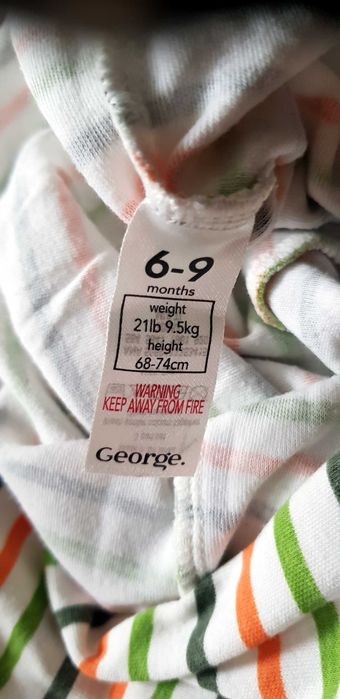 6-9
months
weight
21lb 9.5kg
height
68-74cm
WARNING
KEEP AWAY FROM FIRE
George.